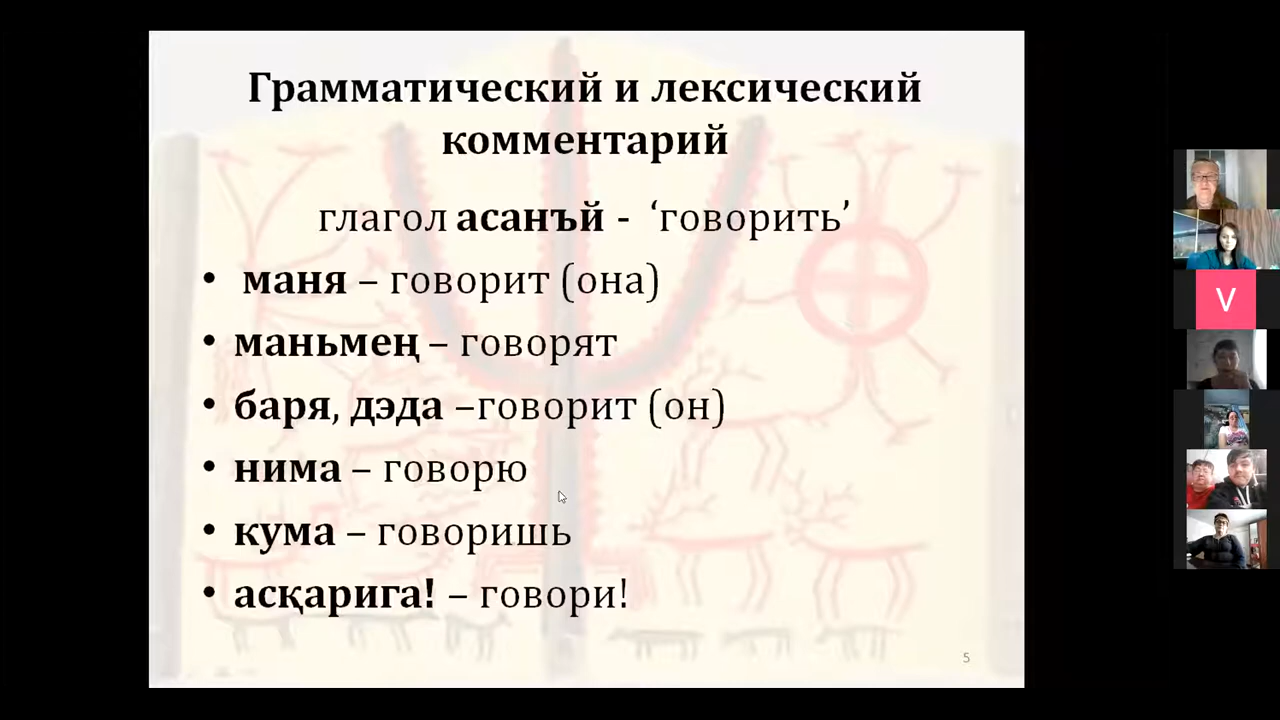 Грамматический и лексический
комментарий
глагол асанъй - ‘говорить’
• маня – говорит (она)
• маньмең – говорят
• баря, дэда –говорит (он)
• нима – говорю
• кума – говоришь
• асқарига! – говори!
5
V